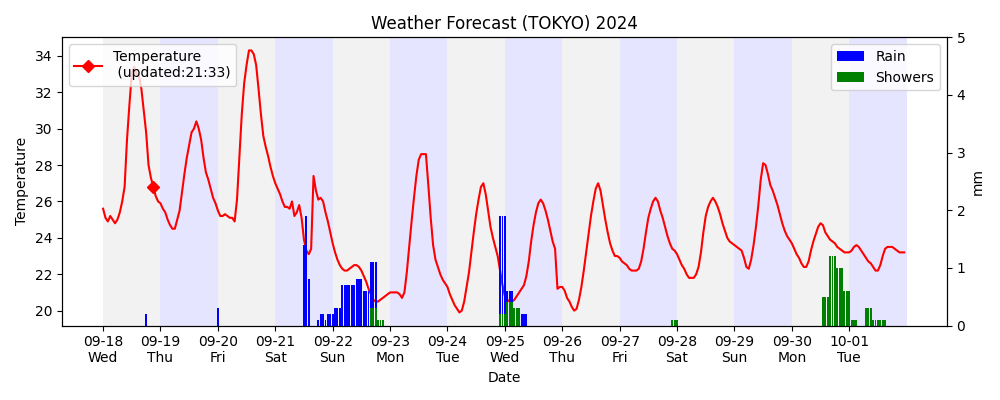 Weather Forecast (TOKYO) 2024
Temperature
(updated:21:33)
Rain
Showers
Temperature
34
32
30
28
26
24
22
20
5
4
3
2
1
0
mm
09-18 09-19 09-20 09-21 09-22 09-23 09-24 09-25 09-26 09-27 09-28 09-29 09-30 10-01
Wed Thu Fri Sat Sun Mon Tue Wed Thu Fri Sat Sun Mon Tue
Date